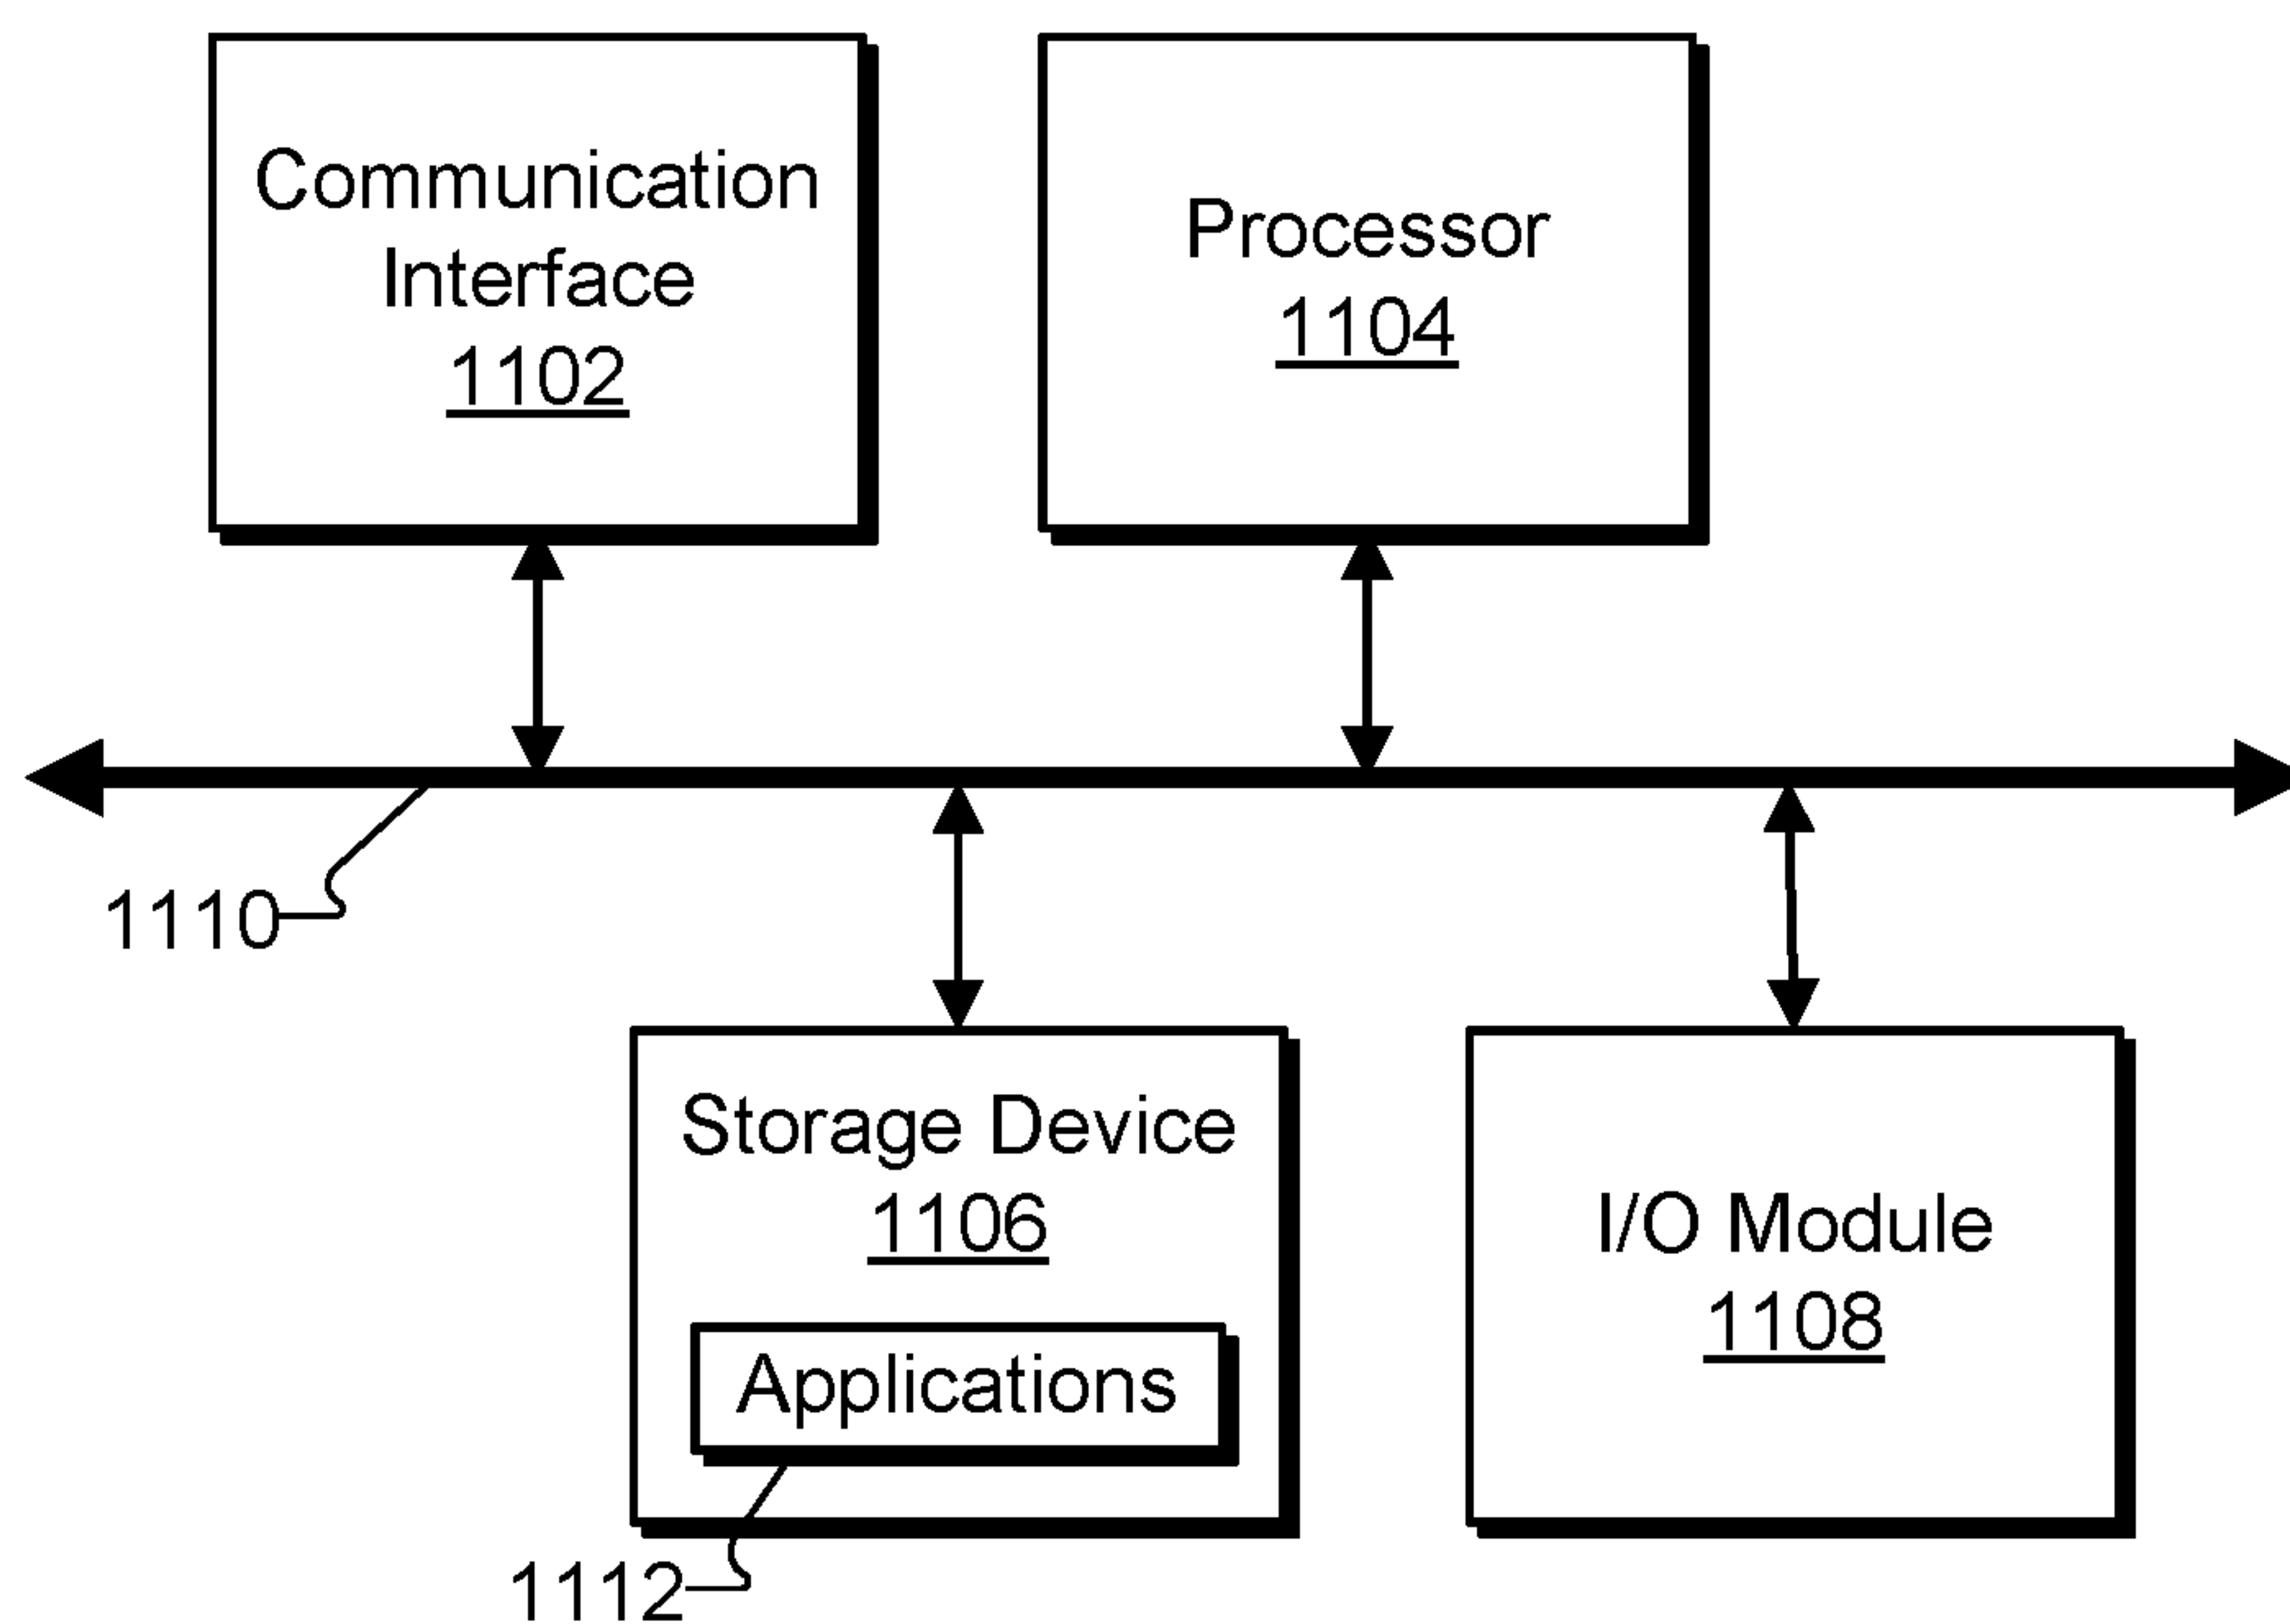 Communication
Interface
1102
Processor
1104
1110
Storage Device
1106
Applications
1112
I/O Module
1108